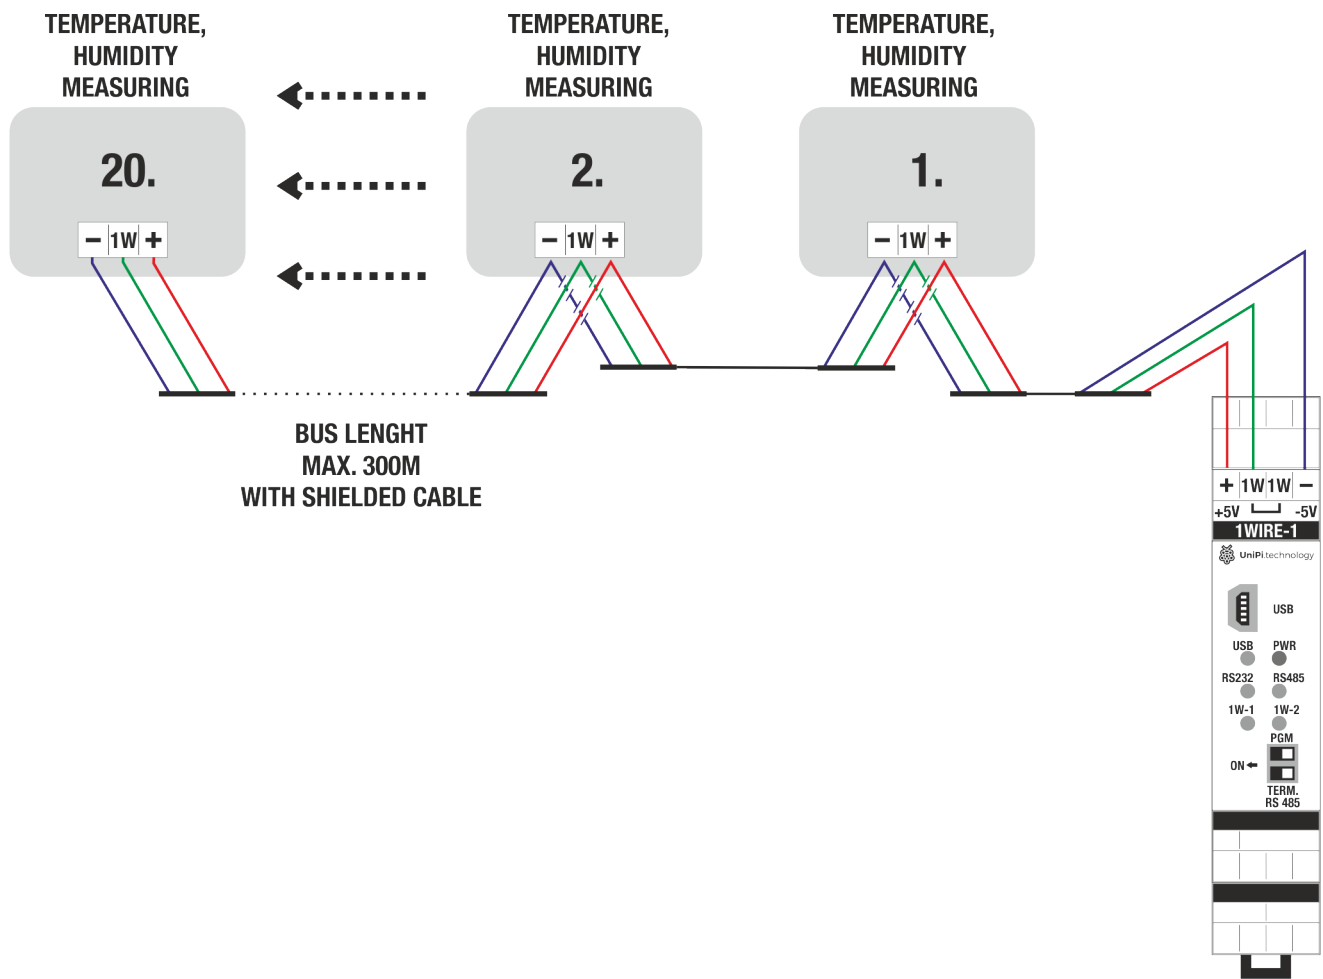 TEMPERATURE,
HUMIDITY
MEASURING
20.
− 1W +
TEMPERATURE,
HUMIDITY
MEASURING
2.
− 1W +
TEMPERATURE,
HUMIDITY
MEASURING
1.
− 1W +
BUS LENGHT
MAX. 300M
WITH SHIELDED CABLE
+ 1W 1W −
+5V -5V
1WIRE-1
UniPi.technology
USB
USB PWR
RS232 RS485
1W-1 1W-2
PGM
ON
TERM.
RS 485